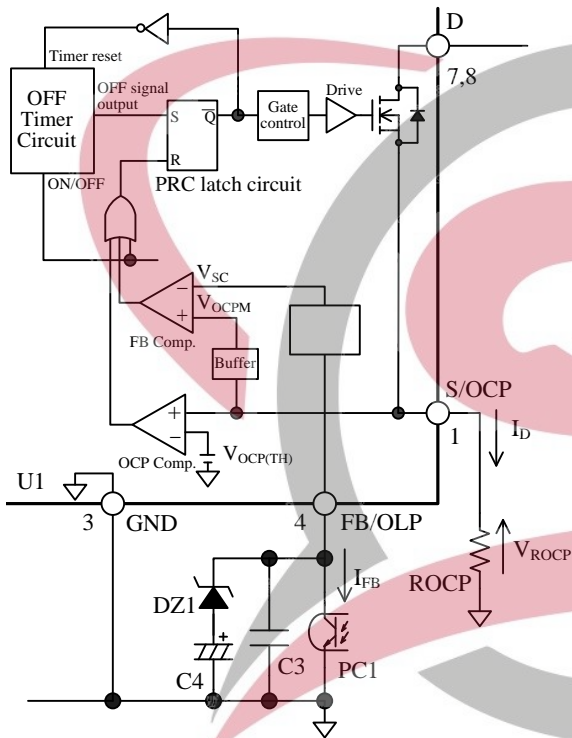 D
7,8
Timer reset
OFF
Timer
Circuit
OFF signal
output
S
Q̅
R
ON/OFF
PRC latch circuit
Gate
control
Drive
V_SC
V_OCPM
−
+
FB Comp.
Buffer
+
−
OCP Comp.
V_OCP(TH)
S/OCP
1
I_D
U1
3
GND
4
FB/OLP
I_FB
V_ROCP
ROCP
DZ1
+
C4
C3
PC1